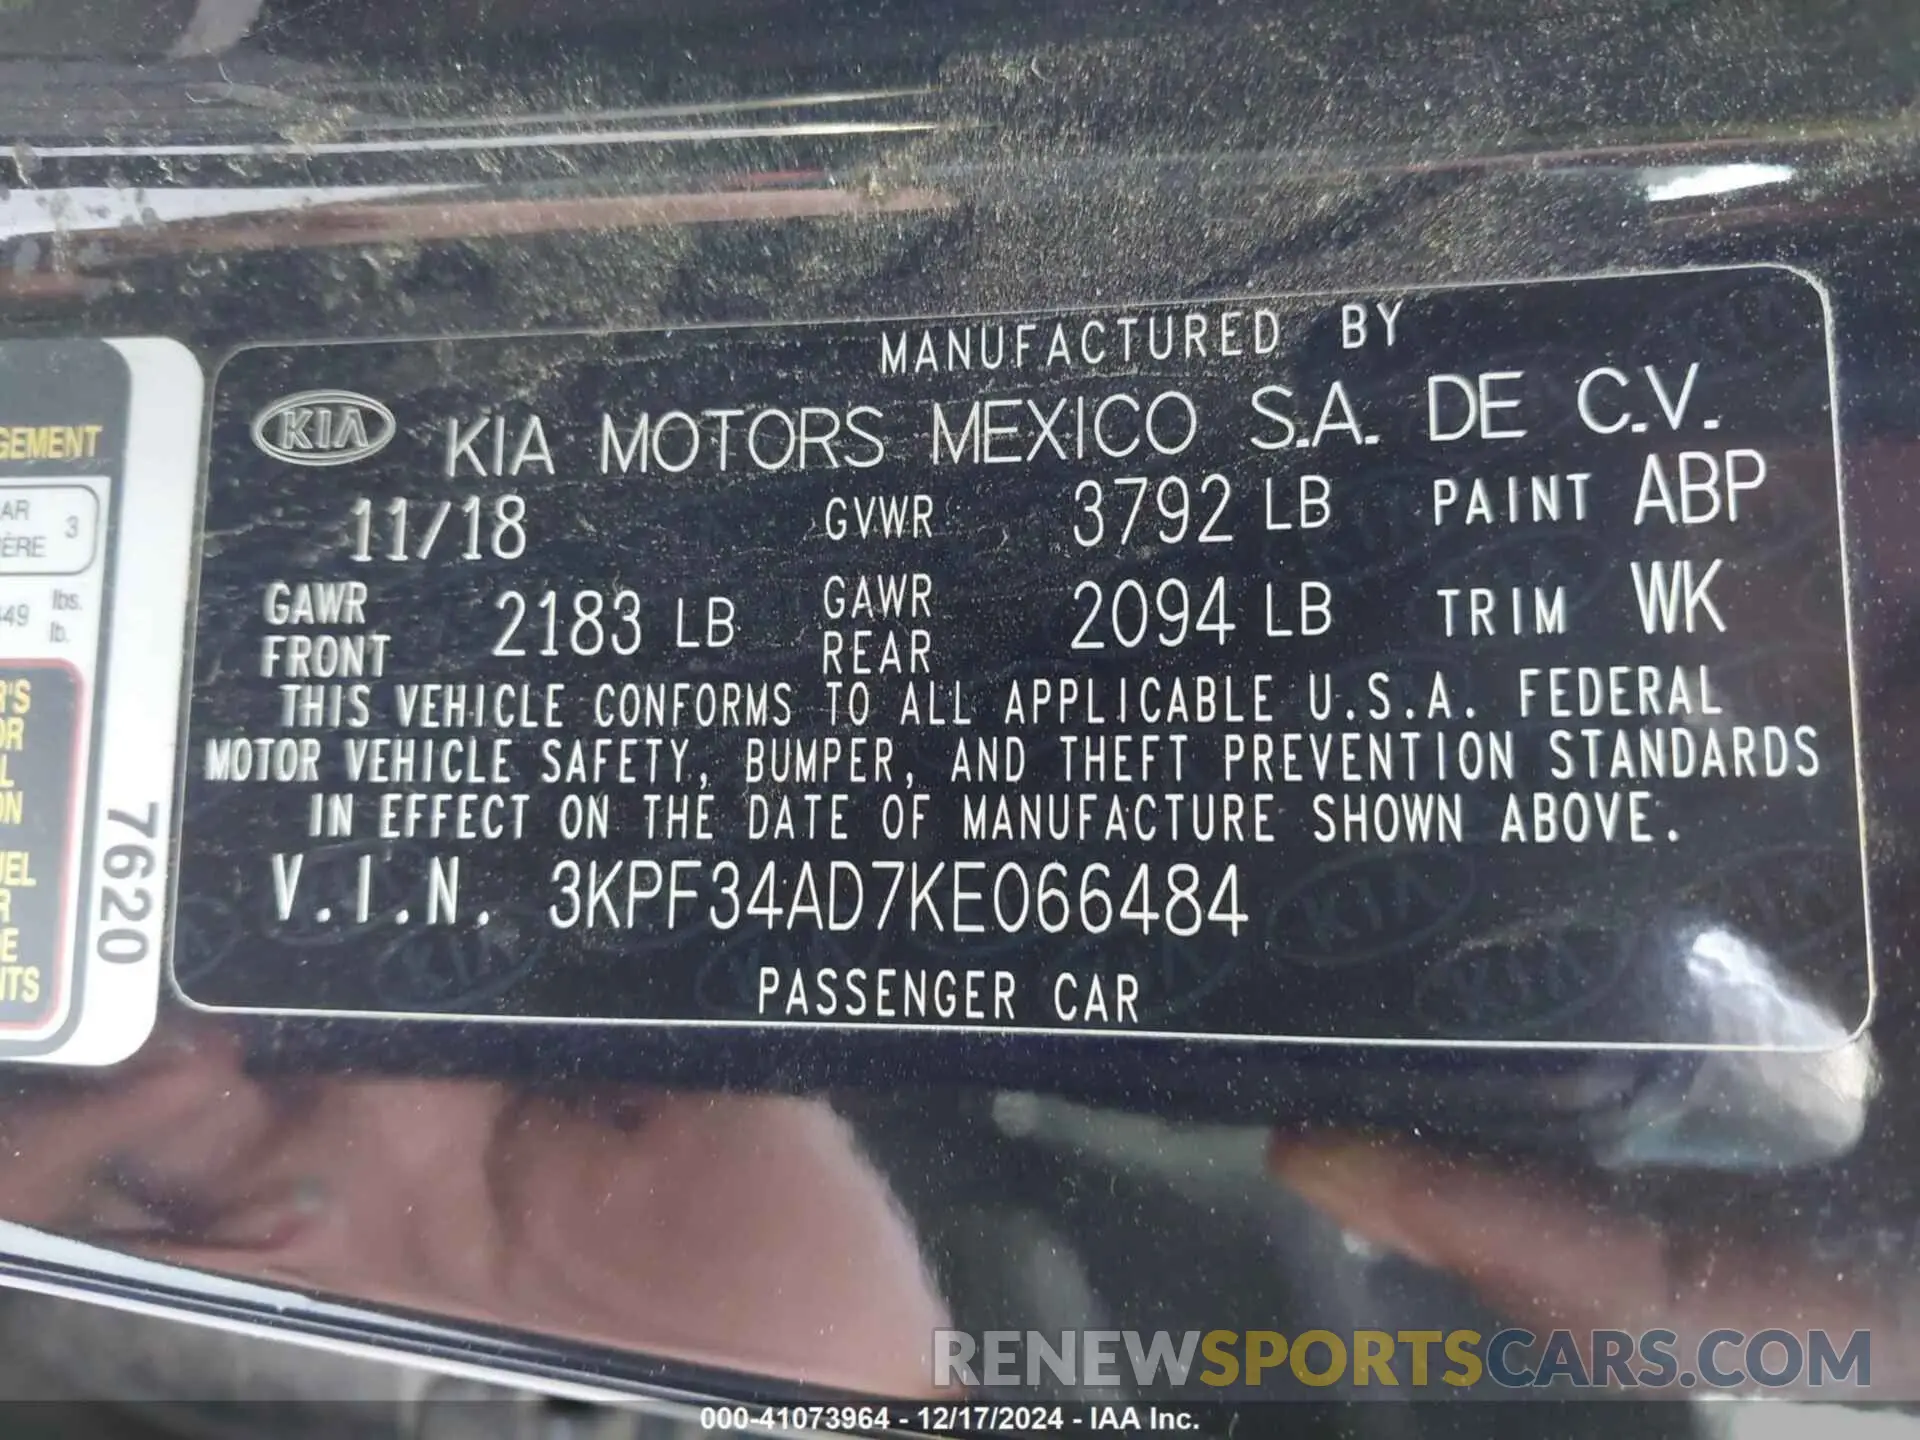 MANUFACTURED BY
KIA KIA MOTORS MEXICO S.A. DE C.V.
11/18 GVWR 3792 LB PAINT ABP
GAWR FRONT 2183 LB GAWR REAR 2094 LB TRIM WK
THIS VEHICLE CONFORMS TO ALL APPLICABLE U.S.A. FEDERAL
MOTOR VEHICLE SAFETY, BUMPER, AND THEFT PREVENTION STANDARDS
IN EFFECT ON THE DATE OF MANUFACTURE SHOWN ABOVE.
V.I.N. 3KPF34AD7KE066484
PASSENGER CAR
7620
3
lbs.
lb.
RENEWSPORTSCARS.COM
000-41073964 - 12/17/2024 - IAA Inc.